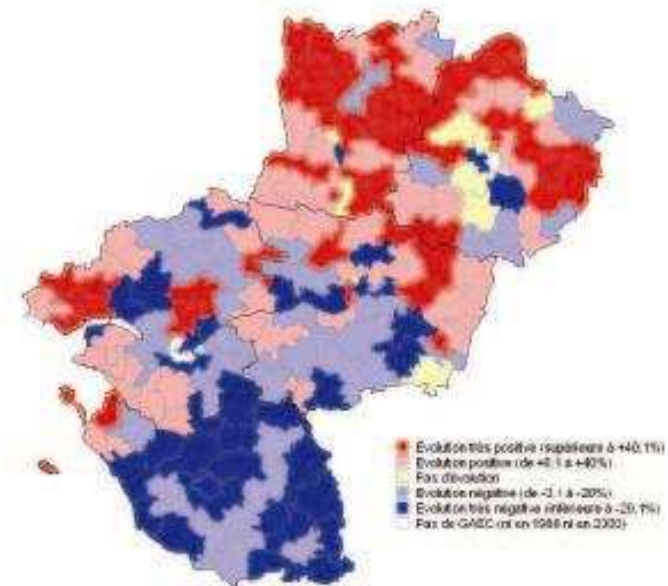 Evolution très positive (supérieure à +40,1%)
Evolution positive (de +0,1 à +40%)
Pas d'évolution
Evolution négative (de -0,1 à -20%)
Evolution très négative (inférieure à -20,1%)
Pas de GAEC (ni en 1988 ni en 2000)